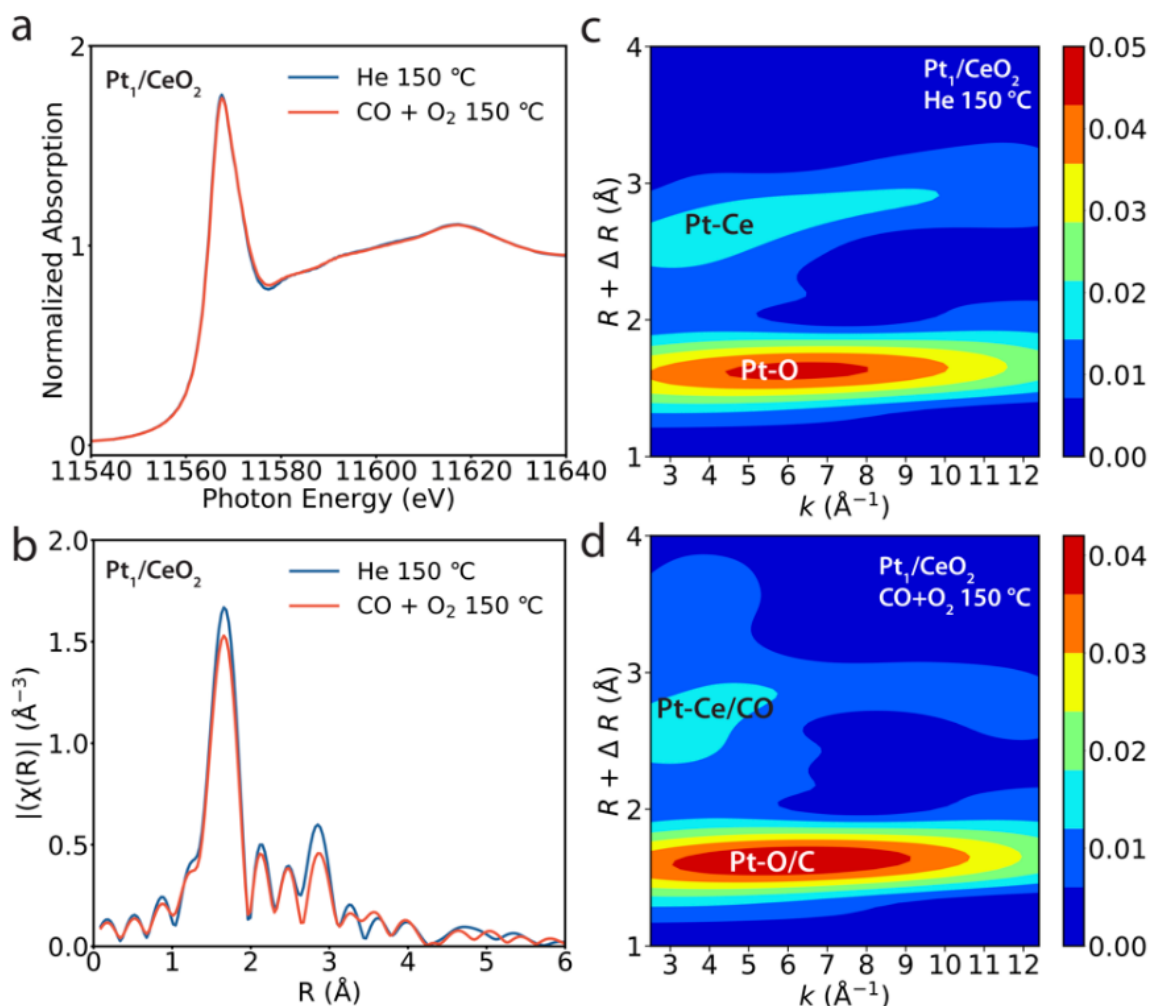 a
Pt₁/CeO₂
He 150 °C
CO + O₂ 150 °C
Normalized Absorption
2
1
0
11540 11560 11580 11600 11620 11640
Photon Energy (eV)
b
Pt₁/CeO₂
He 150 °C
CO + O₂ 150 °C
|(χ(R)| (Å⁻³)
2.0
1.5
1.0
0.5
0.0
0 1 2 3 4 5 6
R (Å)
c
Pt₁/CeO₂
He 150 °C
Pt-Ce
Pt-O
R + Δ R (Å)
4
3
2
1
3 4 5 6 7 8 9 10 11 12
k (Å⁻¹)
0.05
0.04
0.03
0.02
0.01
0.00
d
Pt₁/CeO₂
CO+O₂ 150 °C
Pt-Ce/CO
Pt-O/C
R + Δ R (Å)
4
3
2
1
3 4 5 6 7 8 9 10 11 12
k (Å⁻¹)
0.04
0.03
0.02
0.01
0.00